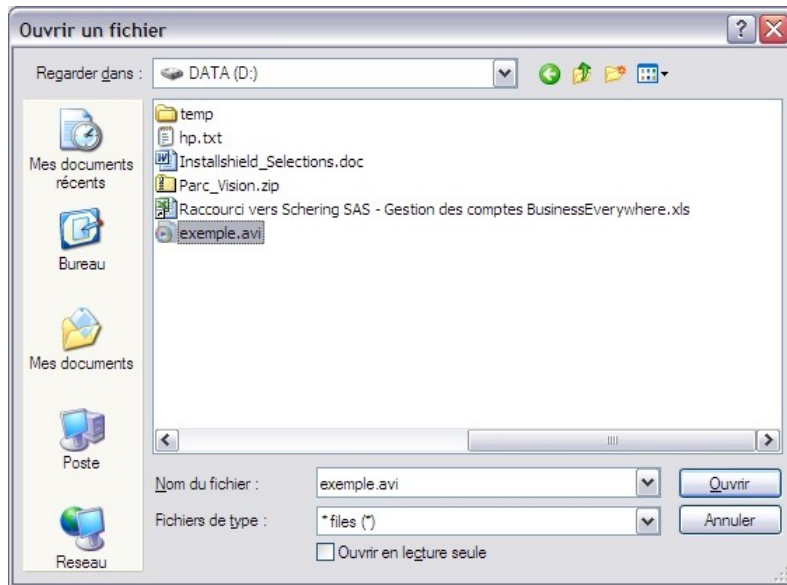 Ouvrir un fichier
Regarder dans :
DATA (D:)
Mes documents
récents
Bureau
Mes documents
Poste
Reseau
temp
hp.txt
Installshield_Selections.doc
Parc_Vision.zip
Raccourci vers Schering SAS - Gestion des comptes BusinessEverywhere.xls
exemple.avi
Nom du fichier :
exemple.avi
Ouvrir
Fichiers de type :
* files (*)
Annuler
Ouvrir en lecture seule